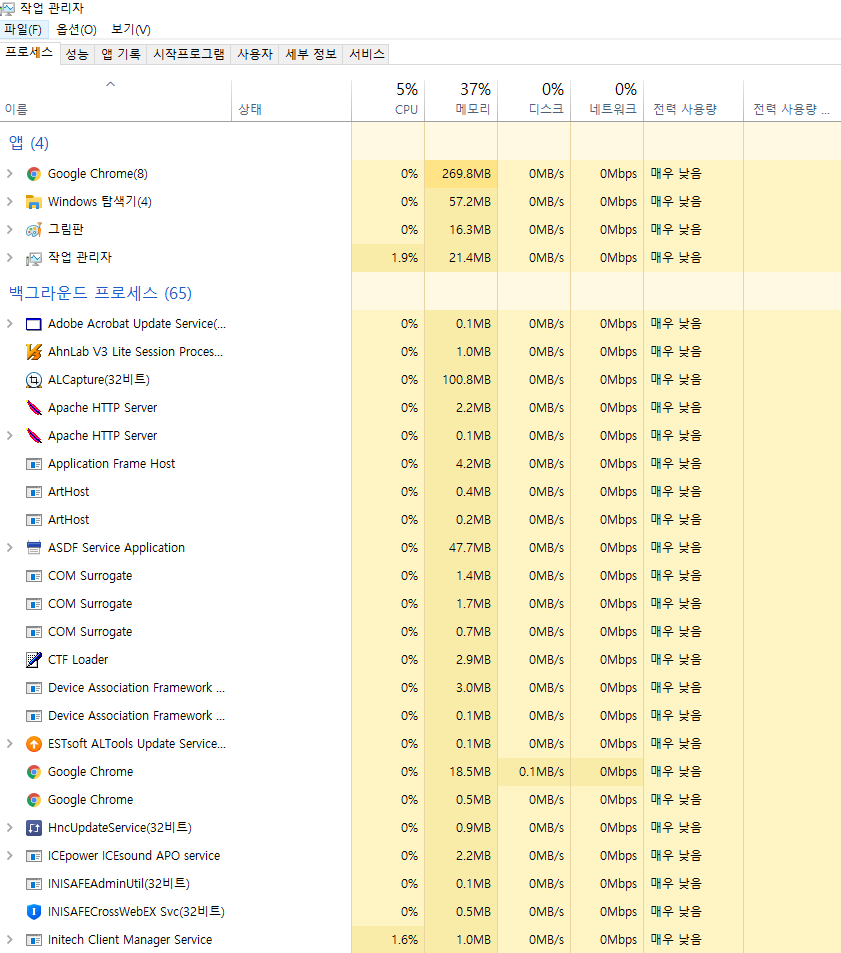 작업 관리자
파일(F) 옵션(O) 보기(V)
프로세스 성능 앱 기록 시작프로그램 사용자 세부 정보 서비스
5% 37% 0% 0%
이름 상태 CPU 메모리 디스크 네트워크 전력 사용량 전력 사용량 ...
앱 (4)
Google Chrome(8) 0% 269.8MB 0MB/s 0Mbps 매우 낮음
Windows 탐색기(4) 0% 57.2MB 0MB/s 0Mbps 매우 낮음
그림판 0% 16.3MB 0MB/s 0Mbps 매우 낮음
작업 관리자 1.9% 21.4MB 0MB/s 0Mbps 매우 낮음
백그라운드 프로세스 (65)
Adobe Acrobat Update Service(... 0% 0.1MB 0MB/s 0Mbps 매우 낮음
AhnLab V3 Lite Session Proces... 0% 1.0MB 0MB/s 0Mbps 매우 낮음
ALCapture(32비트) 0% 100.8MB 0MB/s 0Mbps 매우 낮음
Apache HTTP Server 0% 2.2MB 0MB/s 0Mbps 매우 낮음
Apache HTTP Server 0% 0.1MB 0MB/s 0Mbps 매우 낮음
Application Frame Host 0% 4.2MB 0MB/s 0Mbps 매우 낮음
ArtHost 0% 0.4MB 0MB/s 0Mbps 매우 낮음
ArtHost 0% 0.2MB 0MB/s 0Mbps 매우 낮음
ASDF Service Application 0% 47.7MB 0MB/s 0Mbps 매우 낮음
COM Surrogate 0% 1.4MB 0MB/s 0Mbps 매우 낮음
COM Surrogate 0% 1.7MB 0MB/s 0Mbps 매우 낮음
COM Surrogate 0% 0.7MB 0MB/s 0Mbps 매우 낮음
CTF Loader 0% 2.9MB 0MB/s 0Mbps 매우 낮음
Device Association Framework ... 0% 3.0MB 0MB/s 0Mbps 매우 낮음
Device Association Framework ... 0% 0.1MB 0MB/s 0Mbps 매우 낮음
ESTsoft ALTools Update Service... 0% 0.1MB 0MB/s 0Mbps 매우 낮음
Google Chrome 0% 18.5MB 0.1MB/s 0Mbps 매우 낮음
Google Chrome 0% 0.5MB 0MB/s 0Mbps 매우 낮음
HncUpdateService(32비트) 0% 0.9MB 0MB/s 0Mbps 매우 낮음
ICEpower ICEsound APO service 0% 2.2MB 0MB/s 0Mbps 매우 낮음
INISAFEAdminUtil(32비트) 0% 0.1MB 0MB/s 0Mbps 매우 낮음
INISAFECrossWebEX Svc(32비트) 0% 0.5MB 0MB/s 0Mbps 매우 낮음
Initech Client Manager Service 1.6% 1.0MB 0MB/s 0Mbps 매우 낮음